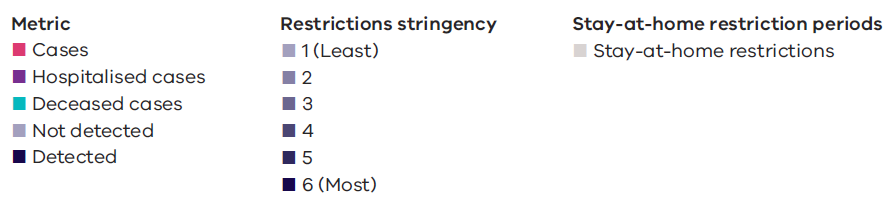 Metric
Cases
Hospitalised cases
Deceased cases
Not detected
Detected
Restrictions stringency
1 (Least)
2
3
4
5
6 (Most)
Stay-at-home restriction periods
Stay-at-home restrictions